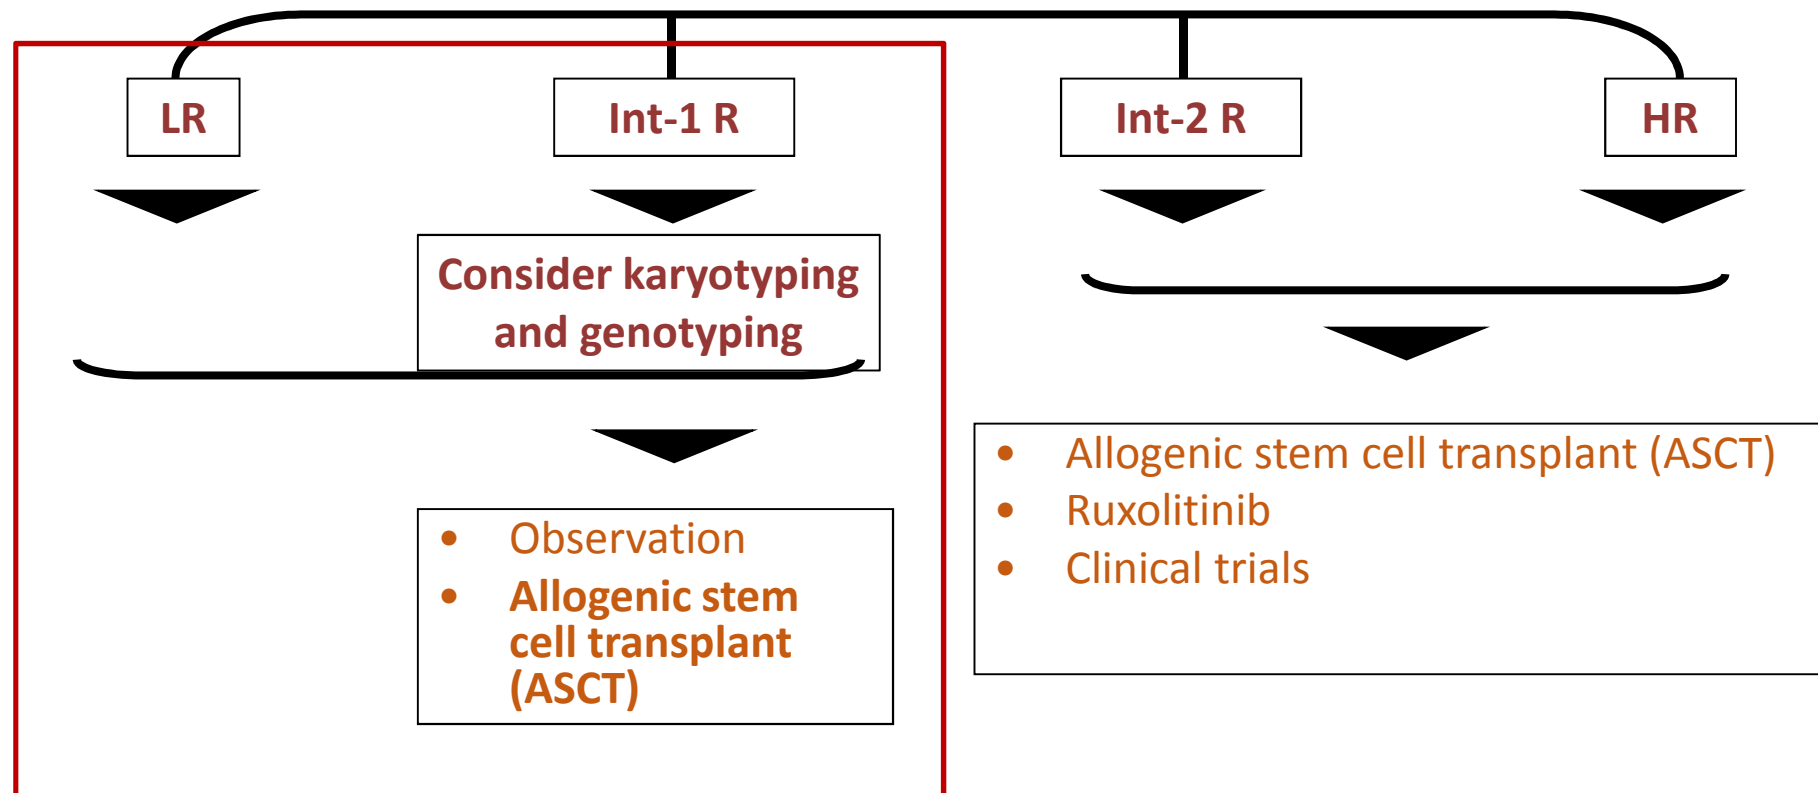 LR
Int-1 R
Int-2 R
HR
Consider karyotyping
and genotyping
• Observation
• Allogenic stem
cell transplant
(ASCT)
• Allogenic stem cell transplant (ASCT)
• Ruxolitinib
• Clinical trials